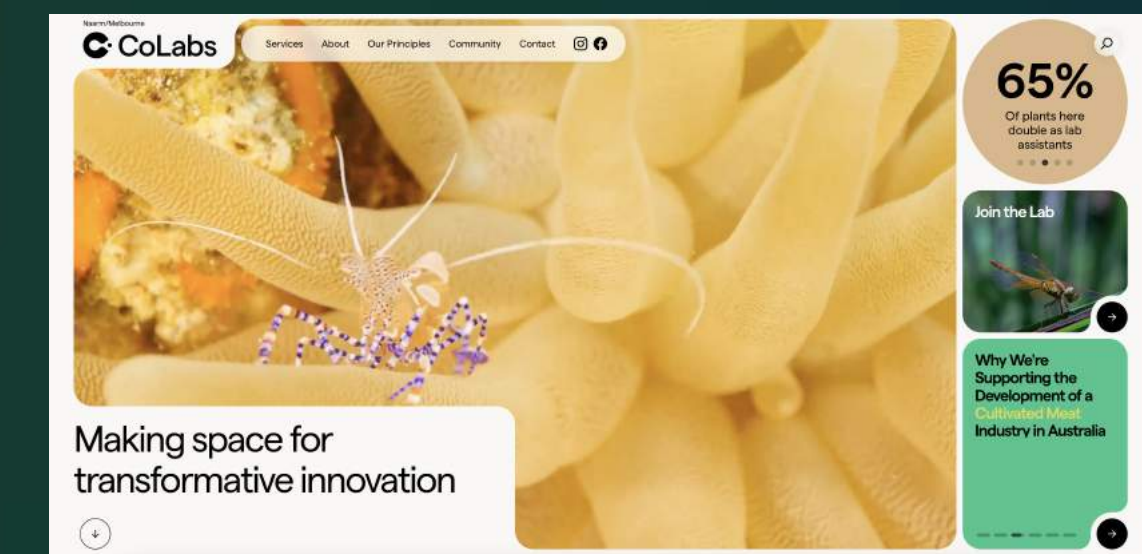 Naarm/Melbourne
CoLabs
Services About Our Principles Community Contact
65%
Of plants here
double as lab
assistants
Join the Lab
Why We're
Supporting the
Development of a
Cultivated Meat
Industry in Australia
Making space for
transformative innovation